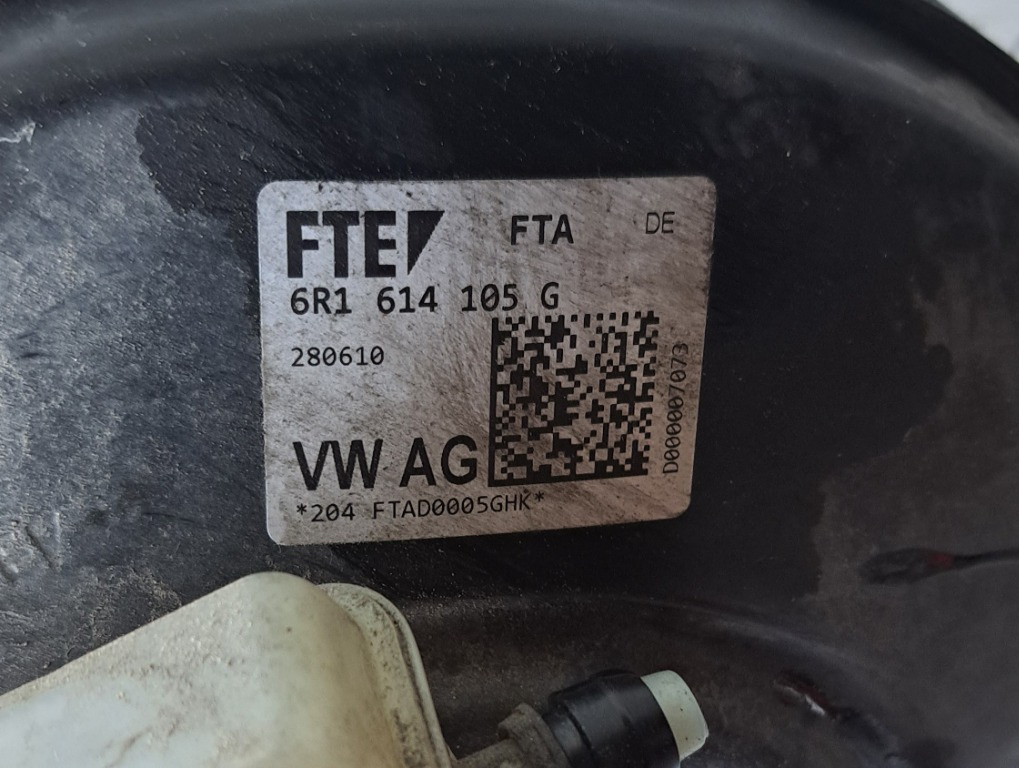 FTE FTA DE
6R1 614 105 G
280610
D000007073
VW AG
*204 FTAD0005GHK*